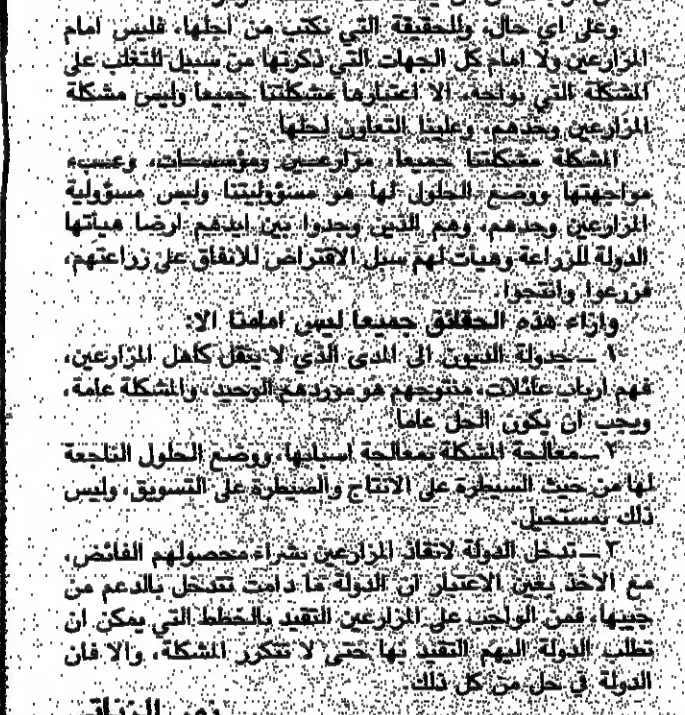 وعلى اي حال، وللحقيقة التي نكتب من اجلها، فليس امام
المزارعين ولا امام كل الجهات التي ذكرتها من سبيل للتغلب على
المشكلة التي نواجه، الا اعتبارها مشكلتنا جميعا وليس مشكلة
المزارعين وحدهم، وعلينا التعاون لحلها.
المشكلة مشكلتنا جميعا، مزارعين ومؤسسات، وعبء
مواجهتها ووضع الحلول لها هو مسؤوليتنا وليس مسؤولية
المزارعين وحدهم، وهم الذين وجدوا بين ايدهم ارضا هيأتها
الدولة للزراعة وهيأت لهم سبل الاقتراض للانفاق على زراعتهم،
فزرعوا وانتجوا.
وازاء هذه الحقائق جميعا ليس امامنا الا:
١ ــ جدولة الديون الى المدى الذي لا يثقل كاهل المزارعين،
فهم ارباب عائلات، منتوجهم هو موردهم الوحيد، والمشكلة عامة،
ويجب ان يكون الحل عاما.
٢ ــ معالجة المشكلة بمعالجة اسبابها، ووضع الحلول الناجعة
لها من حيث السيطرة على الانتاج والسيطرة على التسويق، وليس
ذلك بمستحيل.
٣ ــ تدخل الدولة لانقاذ المزارعين بشراء محصولهم الفائض،
مع الاخذ بعين الاعتبار ان الدولة ما دامت تتدخل بالدعم من
جيبها، فمن الواجب على المزارعين التقيد بالخطط التي يمكن ان
تطلب الدولة اليهم التقيد بها حتى لا تتكرر المشكلة، والا فان
الدولة في حل من كل ذلك.